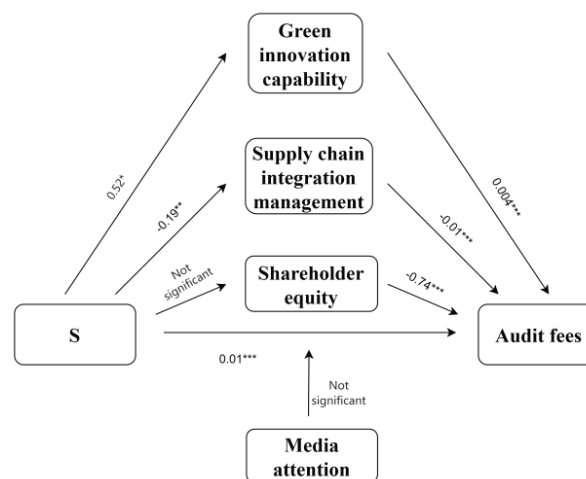 Green
innovation
capability
0.52*
0.004***
Supply chain
integration
management
-0.19**
-0.01***
Not
significant
Shareholder
equity
-0.74***
S
Audit fees
0.01***
Not
significant
Media
attention